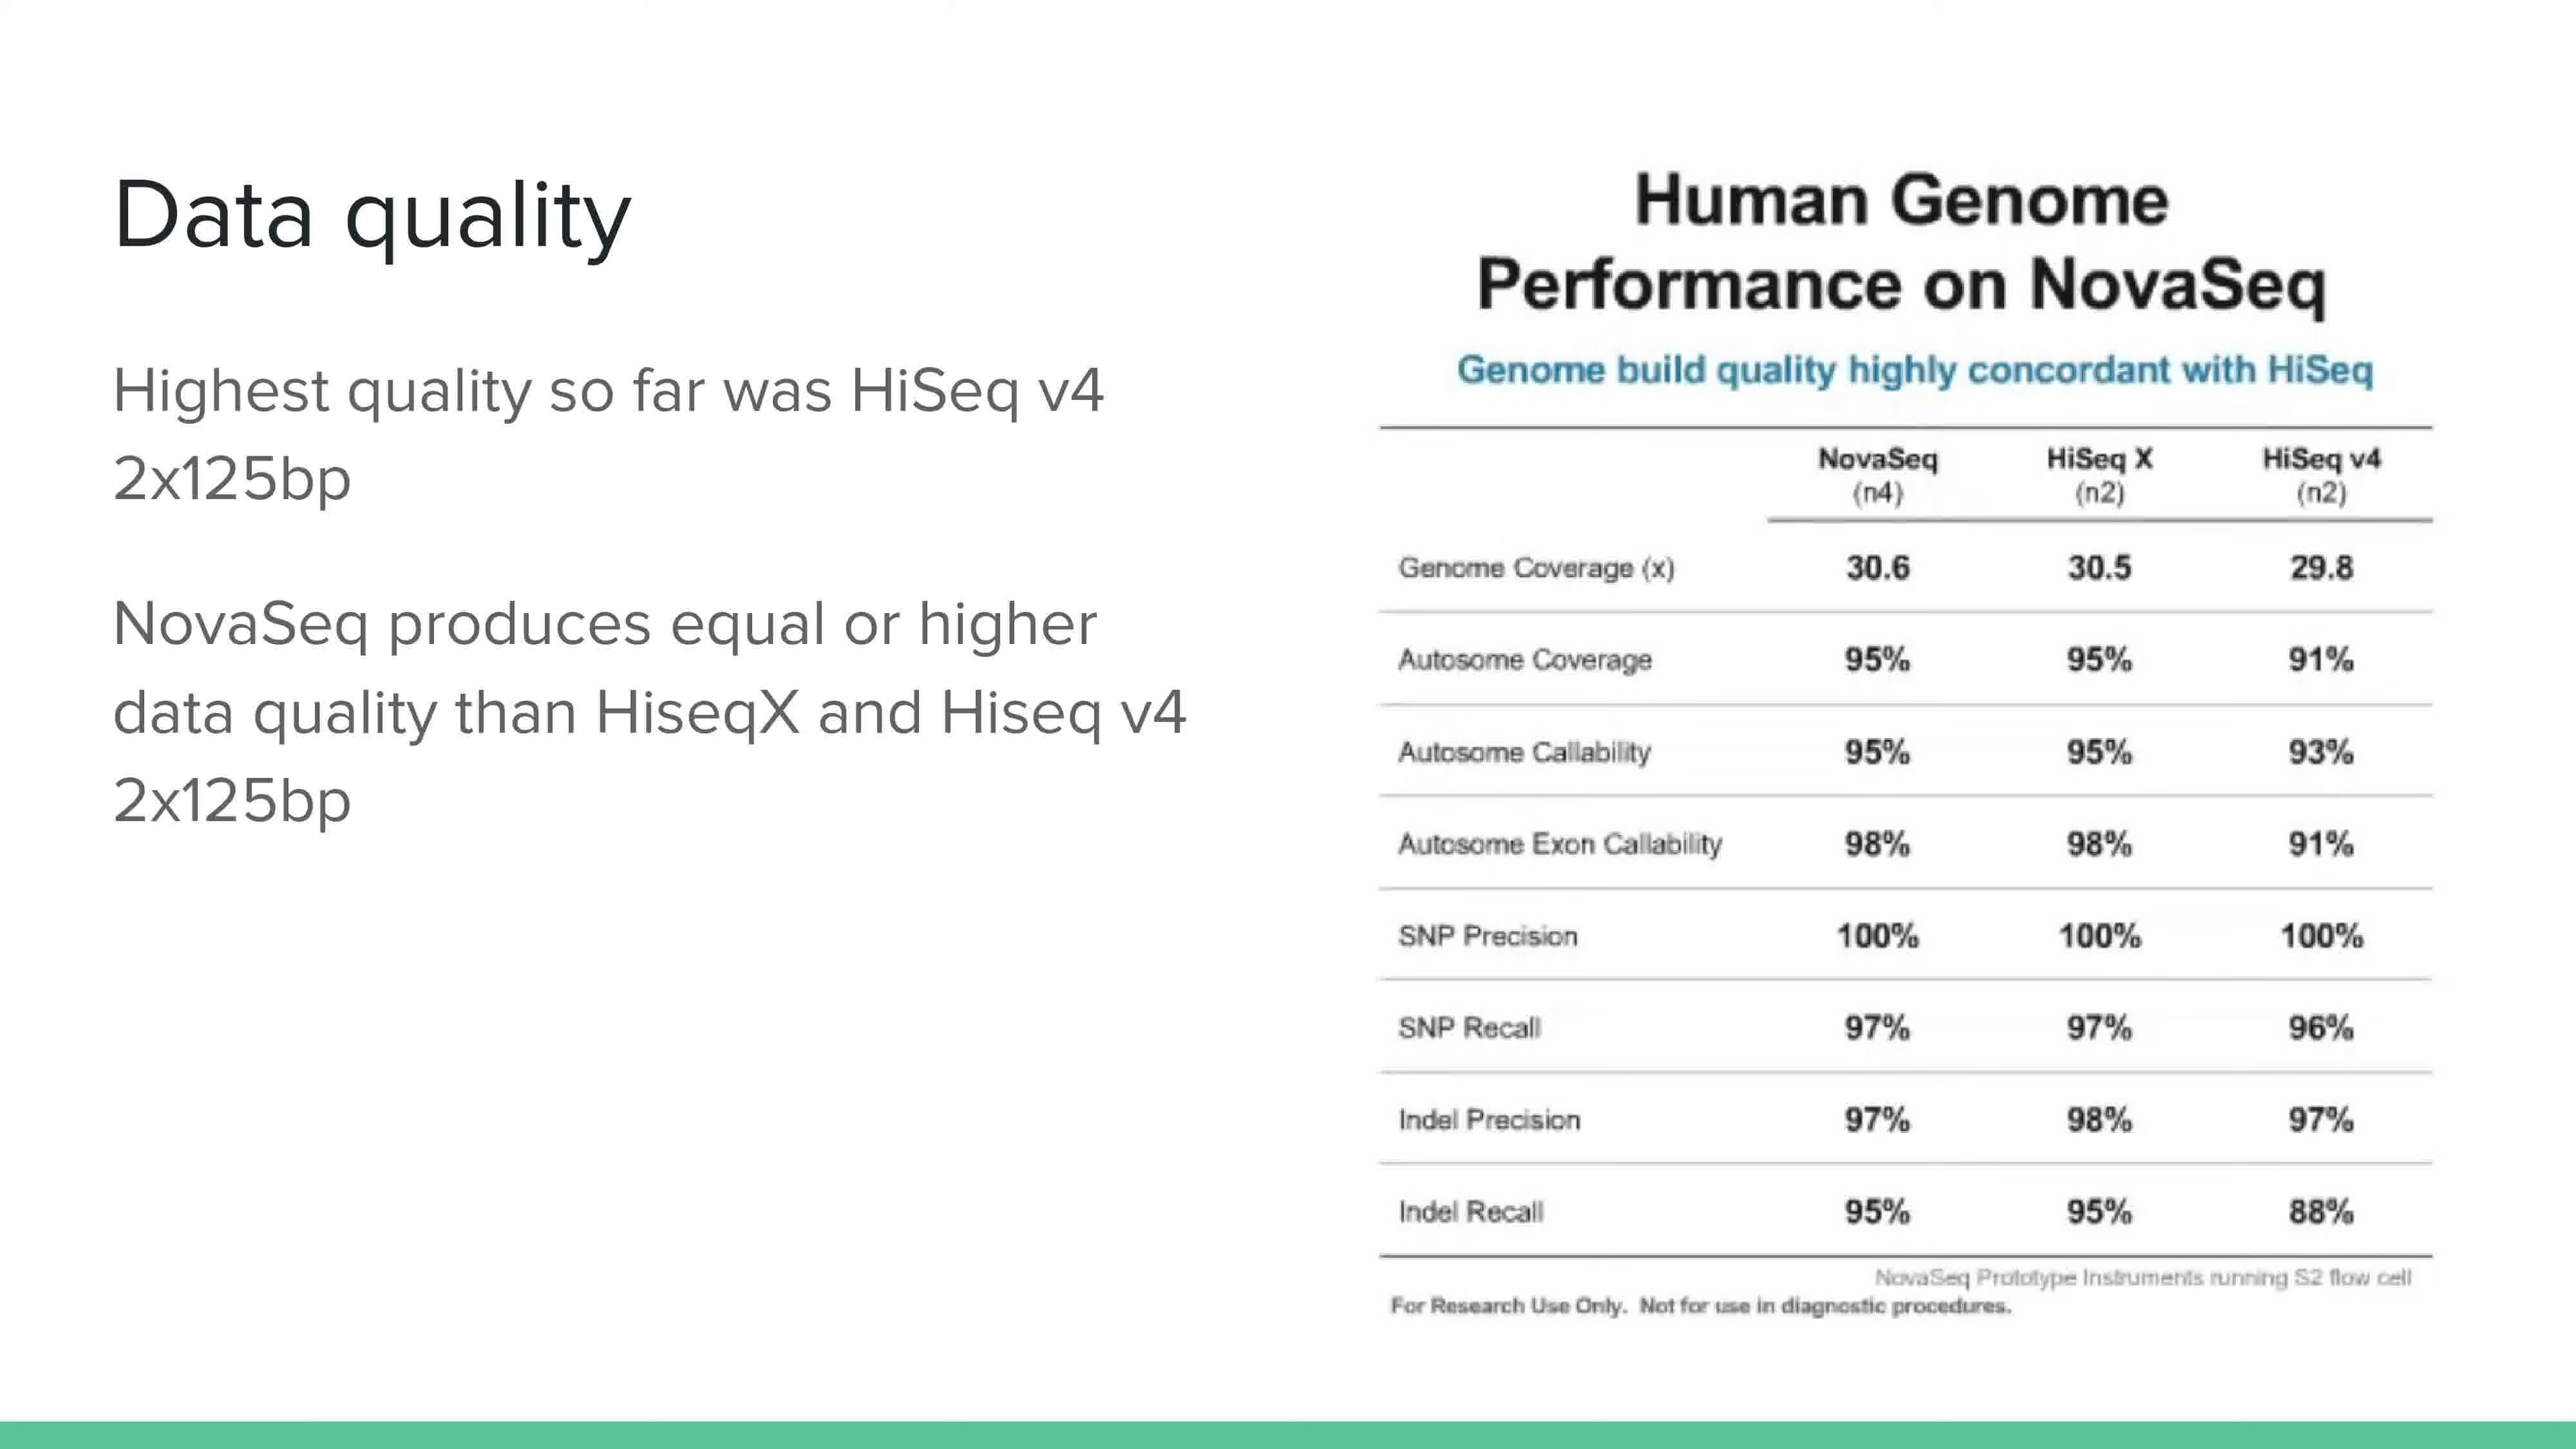 Data quality
Highest quality so far was HiSeq v4
2x125bp
NovaSeq produces equal or higher
data quality than HiseqX and Hiseq v4
2x125bp
Human Genome
Performance on NovaSeq
Genome build quality highly concordant with HiSeq
NovaSeq HiSeq X HiSeq v4
(n4) (n2) (n2)
Genome Coverage (x) 30.6 30.5 29.8
Autosome Coverage 95% 95% 91%
Autosome Callability 95% 95% 93%
Autosome Exon Callability 98% 98% 91%
SNP Precision 100% 100% 100%
SNP Recall 97% 97% 96%
Indel Precision 97% 98% 97%
Indel Recall 95% 95% 88%
NovaSeq Prototype Instruments running S2 flow cell
For Research Use Only. Not for use in diagnostic procedures.